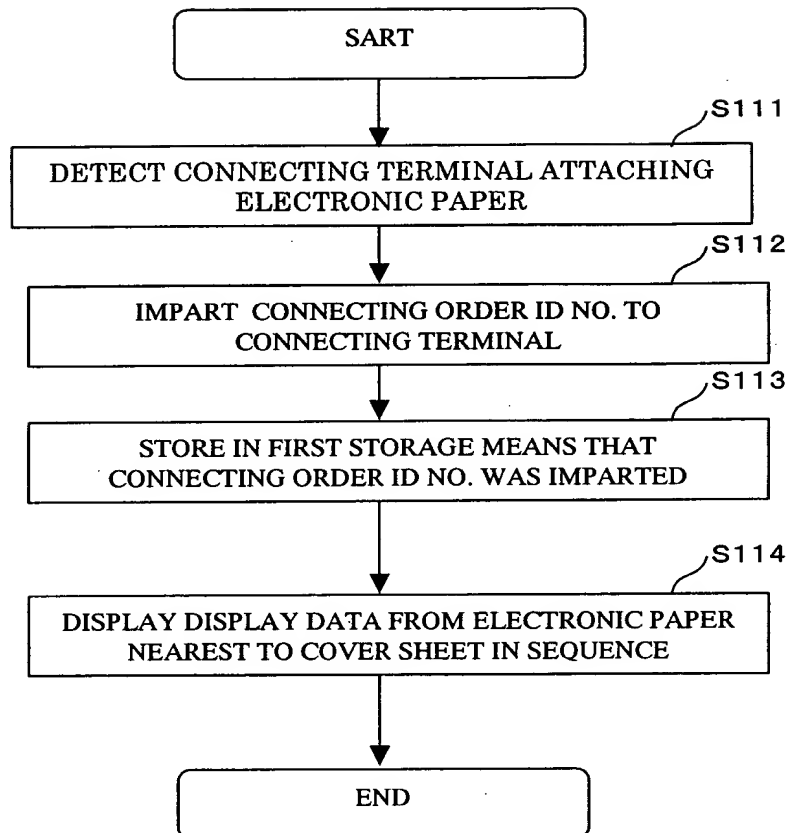 SART
S111
DETECT CONNECTING TERMINAL ATTACHING
ELECTRONIC PAPER
S112
IMPART CONNECTING ORDER ID NO. TO
CONNECTING TERMINAL
S113
STORE IN FIRST STORAGE MEANS THAT
CONNECTING ORDER ID NO. WAS IMPARTED
S114
DISPLAY DISPLAY DATA FROM ELECTRONIC PAPER
NEAREST TO COVER SHEET IN SEQUENCE
END